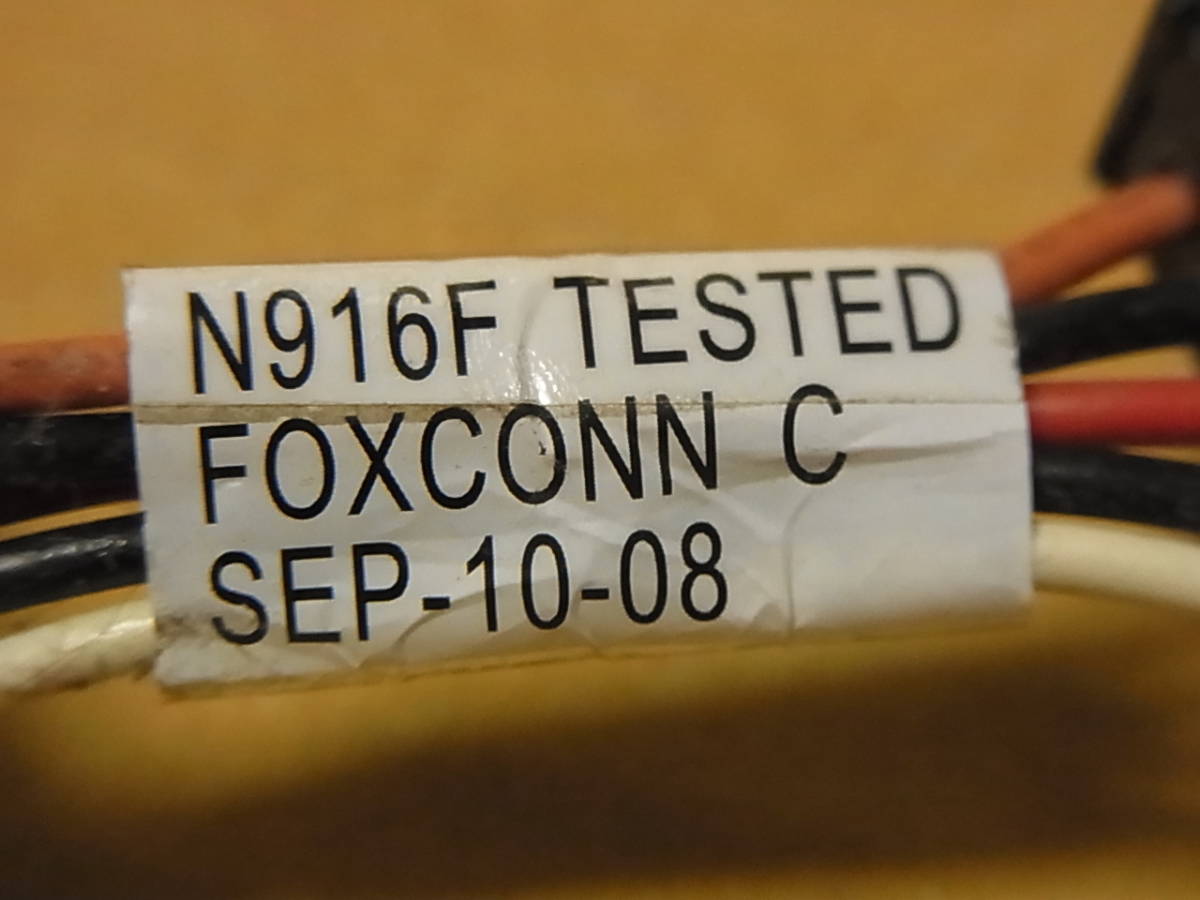 N916F TESTED
FOXCONN C
SEP-10-08